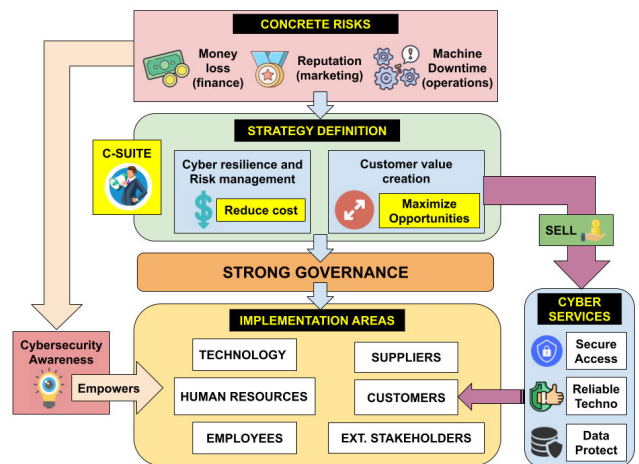 CONCRETE RISKS
Money
loss
(finance)
Reputation
(marketing)
Machine
Downtime
(operations)
STRATEGY DEFINITION
C-SUITE
Cyber resilience and
Risk management
Reduce cost
Customer value
creation
Maximize
Opportunities
SELL
STRONG GOVERNANCE
IMPLEMENTATION AREAS
TECHNOLOGY
SUPPLIERS
HUMAN RESOURCES
CUSTOMERS
EMPLOYEES
EXT. STAKEHOLDERS
Cybersecurity
Awareness
Empowers
CYBER
SERVICES
Secure
Access
Reliable
Techno
Data
Protect